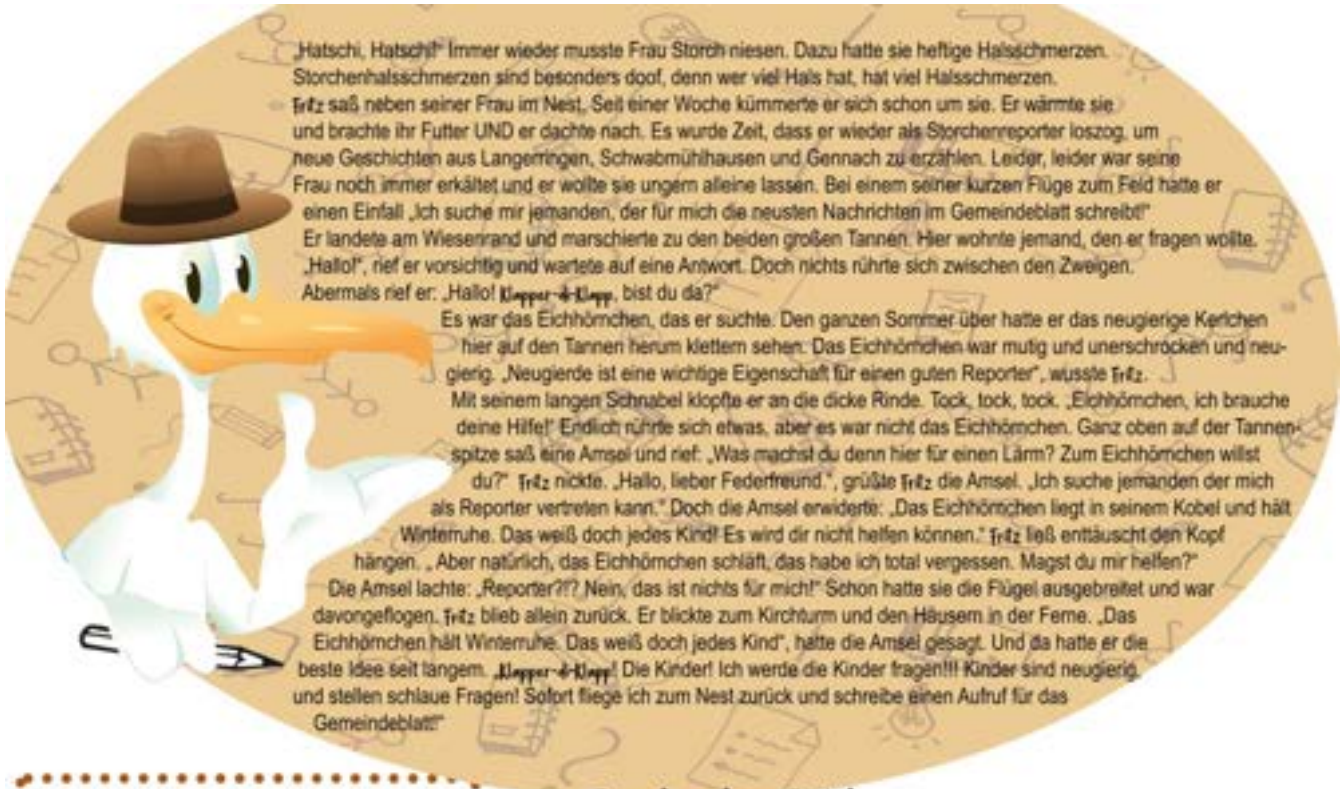 „Hatschi, Hatschi!“ Immer wieder musste Frau Storch niesen. Dazu hatte sie heftige Halsschmerzen.
Storchenhalsschmerzen sind besonders doof, denn wer viel Hals hat, hat viel Halsschmerzen.
Fritz saß neben seiner Frau im Nest. Seit einer Woche kümmerte er sich schon um sie. Er wärmte sie
und brachte ihr Futter UND er dachte nach. Es wurde Zeit, dass er wieder als Storchenreporter loszog, um
neue Geschichten aus Langerringen, Schwabmühlhausen und Gennach zu erzählen. Leider, leider war seine
Frau noch immer erkältet und er wollte sie ungern alleine lassen. Bei einem seiner kurzen Flüge zum Feld hatte er
einen Einfall „Ich suche mir jemanden, der für mich die neusten Nachrichten im Gemeindeblatt schreibt!“
Er landete am Wiesenrand und marschierte zu den beiden großen Tannen. Hier wohnte jemand, den er fragen wollte.
„Hallo!“, rief er vorsichtig und wartete auf eine Antwort. Doch nichts rührte sich zwischen den Zweigen.
Abermals rief er: „Hallo! Klapper-di-Klapp, bist du da?“
Es war das Eichhörnchen, das er suchte. Den ganzen Sommer über hatte er das neugierige Kerlchen
hier auf den Tannen herum klettern sehen. Das Eichhörnchen war mutig und unerschrocken und neu-
gierig. „Neugierde ist eine wichtige Eigenschaft für einen guten Reporter“, wusste Fritz.
Mit seinem langen Schnabel klopfte er an die dicke Rinde. Tock, tock, tock. „Eichhörnchen, ich brauche
deine Hilfe!“ Endlich rührte sich etwas, aber es war nicht das Eichhörnchen. Ganz oben auf der Tannen-
spitze saß eine Amsel und rief: „Was machst du denn hier für einen Lärm? Zum Eichhörnchen willst
du?“ Fritz nickte. „Hallo, lieber Federfreund.“, grüßte Fritz die Amsel. „Ich suche jemanden der mich
als Reporter vertreten kann.“ Doch die Amsel erwiderte: „Das Eichhörnchen liegt in seinem Kobel und hält
Winterruhe. Das weiß doch jedes Kind! Es wird dir nicht helfen können.“ Fritz ließ enttäuscht den Kopf
hängen. „ Aber natürlich, das Eichhörnchen schläft, das habe ich total vergessen. Magst du mir helfen?“
Die Amsel lachte: „Reporter?!? Nein, das ist nichts für mich!“ Schon hatte sie die Flügel ausgebreitet und war
davongeflogen. Fritz blieb allein zurück. Er blickte zum Kirchturm und den Häusern in der Ferne. „Das
Eichhörnchen hält Winterruhe. Das weiß doch jedes Kind“, hatte die Amsel gesagt. Und da hatte er die
beste Idee seit langem. „Klapper-di-Klapp! Die Kinder! Ich werde die Kinder fragen!!! Kinder sind neugierig,
und stellen schlaue Fragen! Sofort fliege ich zum Nest zurück und schreibe einen Aufruf für das
Gemeindeblatt!“